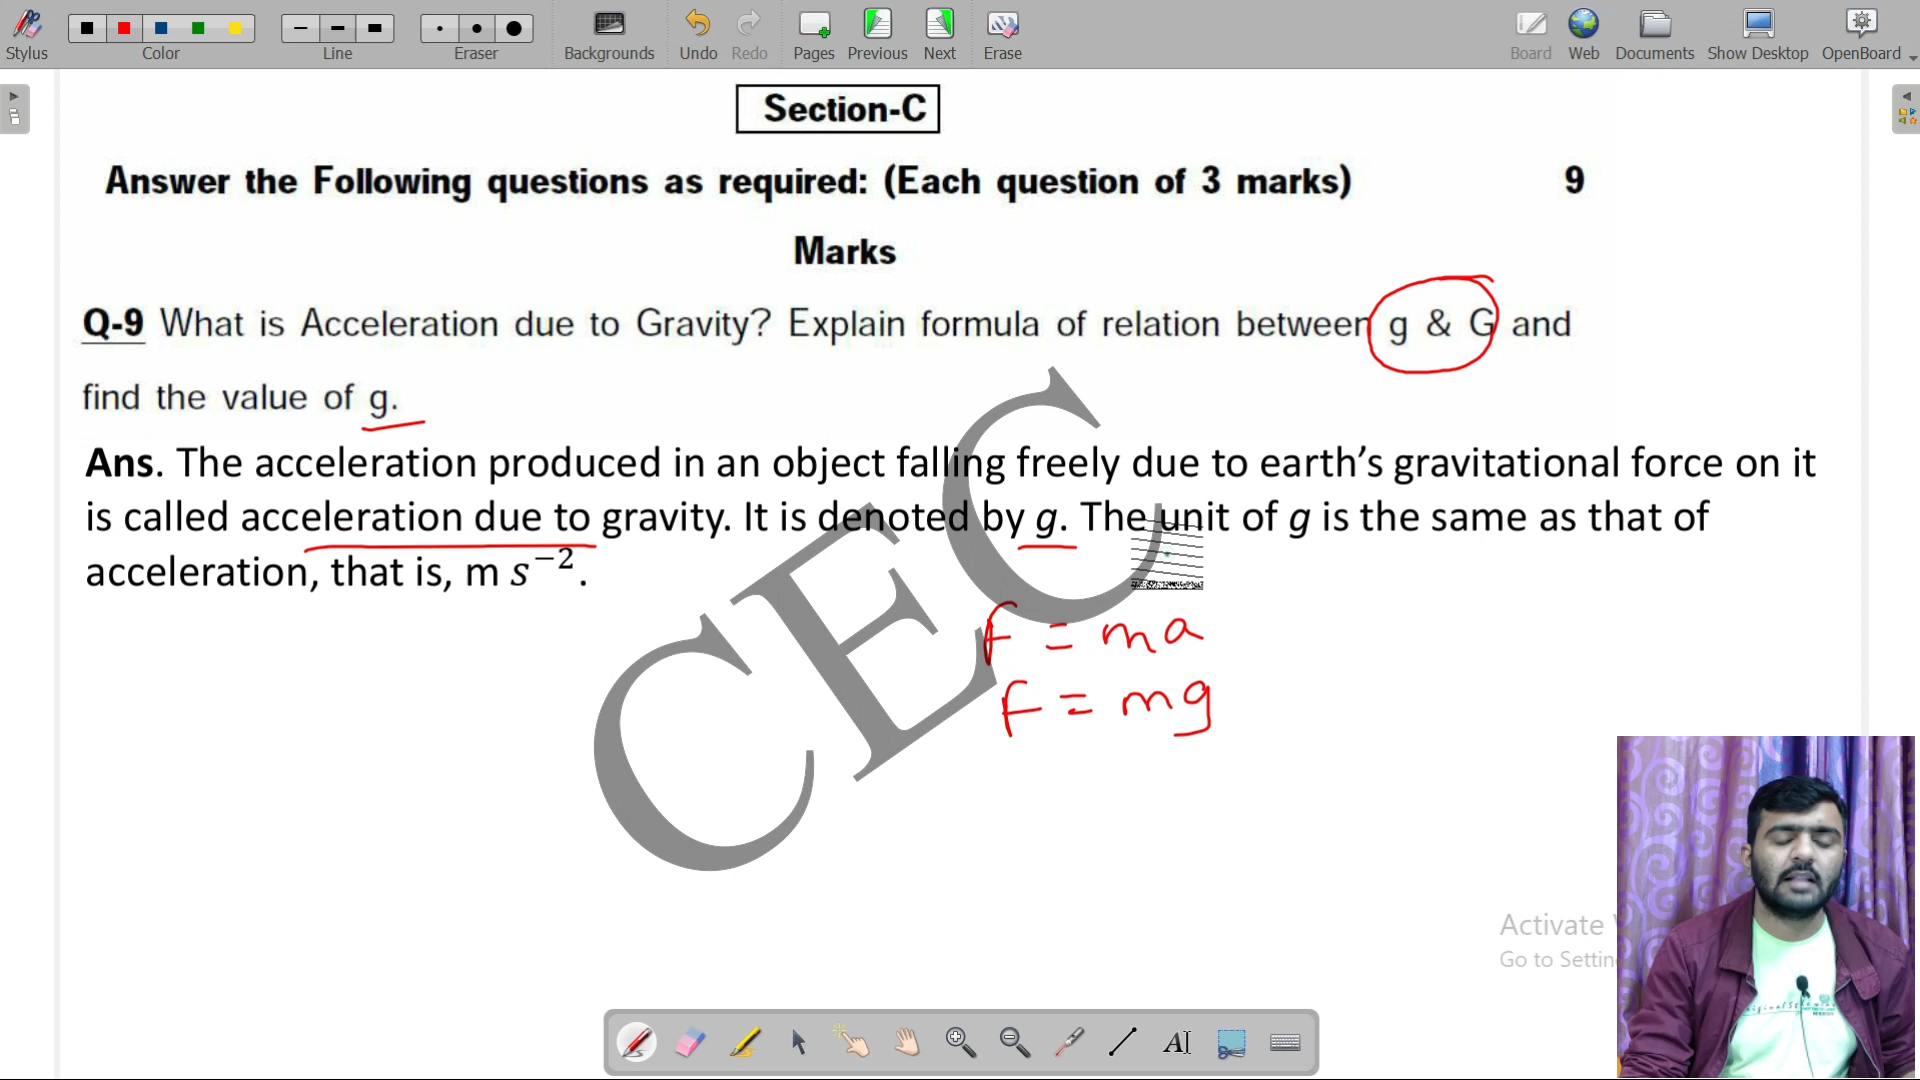 Stylus Color Line Eraser Backgrounds Undo Redo Pages Previous Next Erase Board Web Documents Show Desktop OpenBoard
Section-C
Answer the Following questions as required: (Each question of 3 marks) 9
Marks
Q-9 What is Acceleration due to Gravity? Explain formula of relation between g & G and
find the value of g.
Ans. The acceleration produced in an object falling freely due to earth’s gravitational force on it
is called acceleration due to gravity. It is denoted by g. The unit of g is the same as that of
acceleration, that is, m s⁻².
F = ma
F = mg
CEC
Activate
Go to Settin